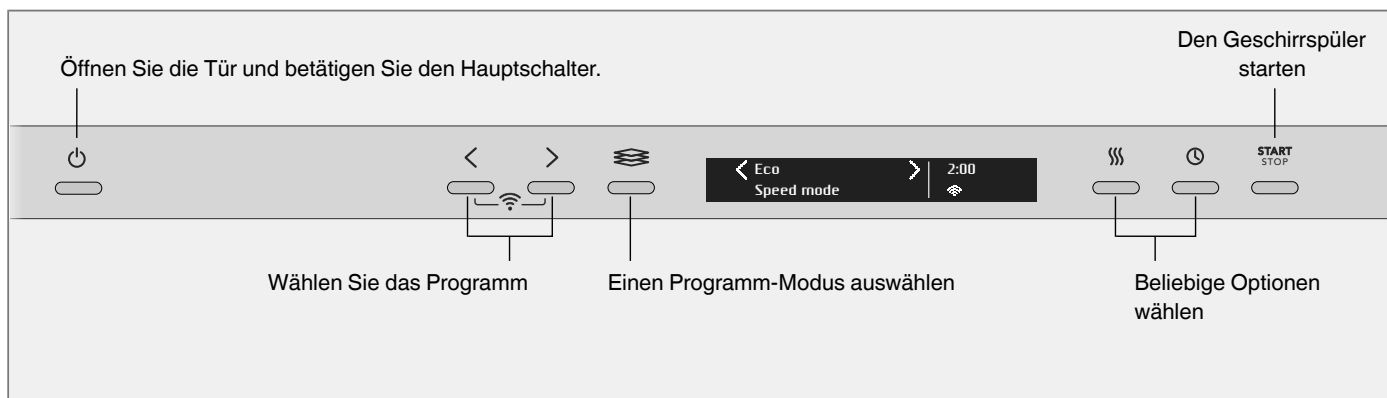 Den Geschirrspüler
starten
Öffnen Sie die Tür und betätigen Sie den Hauptschalter.
START
STOP
Eco
2:00
Speed mode
Wählen Sie das Programm
Einen Programm-Modus auswählen
Beliebige Optionen
wählen